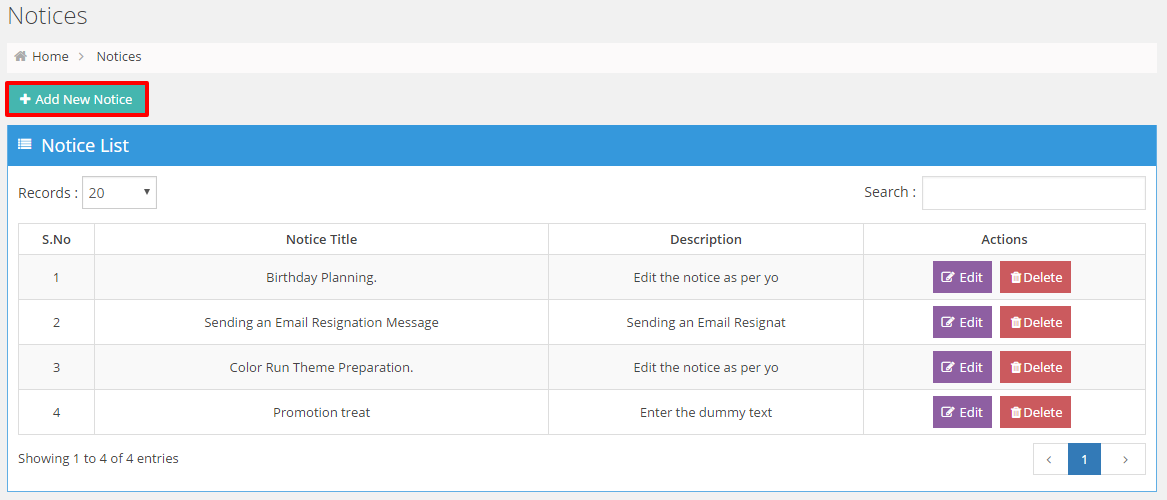 Notices
Home > Notices
Add New Notice
Notice List
Records : 20 Search :
S.No Notice Title Description Actions
1 Birthday Planning. Edit the notice as per yo Edit Delete
2 Sending an Email Resignation Message Sending an Email Resignat Edit Delete
3 Color Run Theme Preparation. Edit the notice as per yo Edit Delete
4 Promotion treat Enter the dummy text Edit Delete
Showing 1 to 4 of 4 entries < 1 >